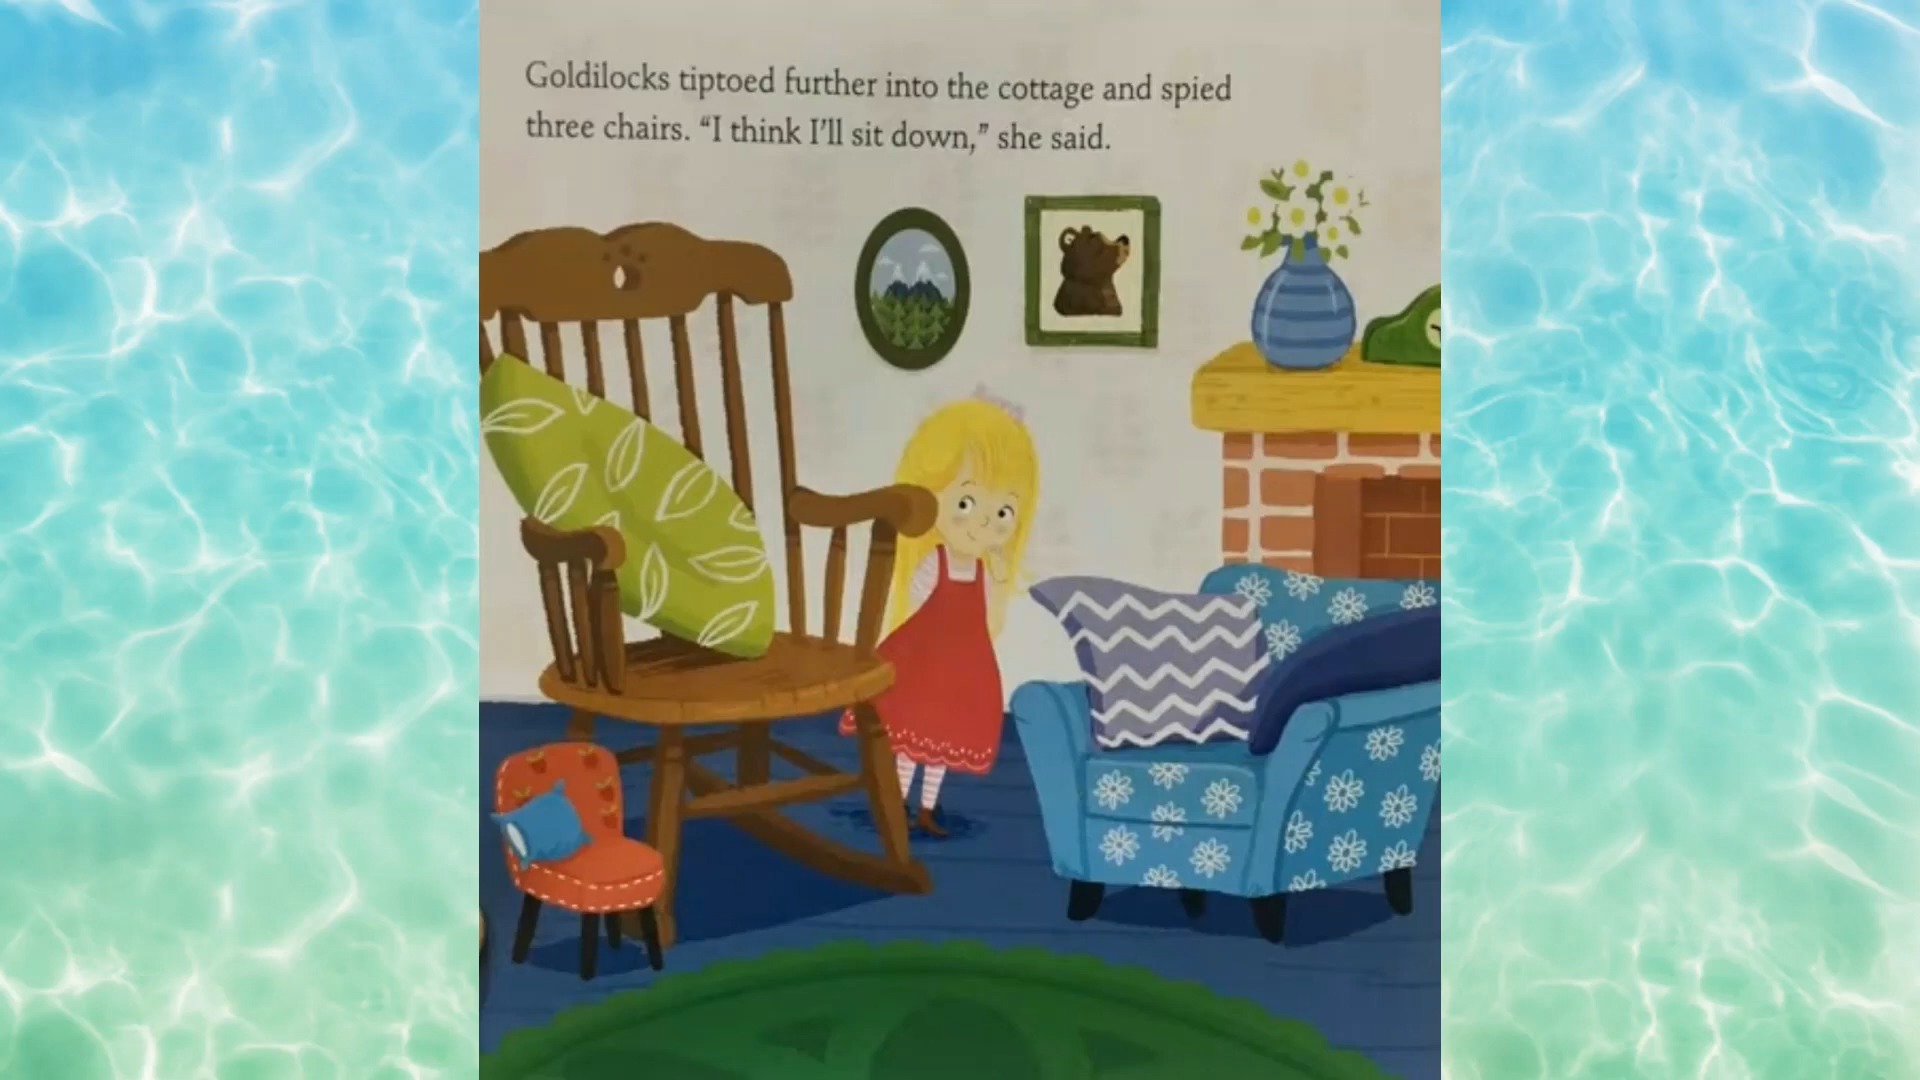 Goldilocks tiptoed further into the cottage and spied
three chairs. “I think I’ll sit down,” she said.